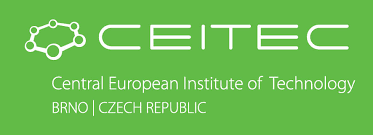 CEITEC
Central European Institute of Technology
BRNO | CZECH REPUBLIC